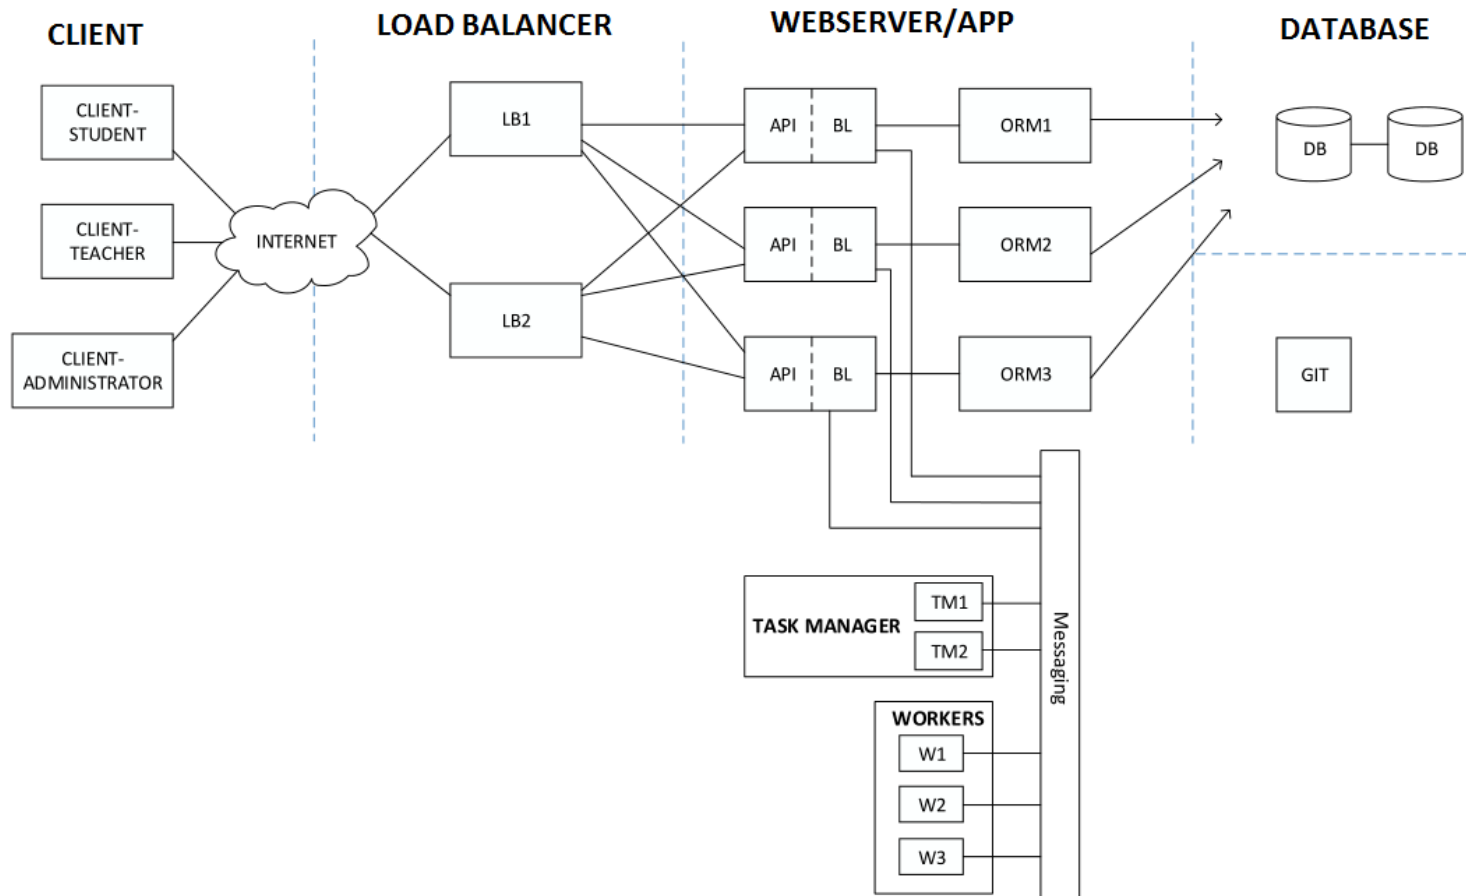 CLIENT
LOAD BALANCER
WEBSERVER/APP
DATABASE
CLIENT-
STUDENT
CLIENT-
TEACHER
CLIENT-
ADMINISTRATOR
INTERNET
LB1
LB2
API
BL
ORM1
API
BL
ORM2
API
BL
ORM3
DB
DB
GIT
Messaging
TASK MANAGER
TM1
TM2
WORKERS
W1
W2
W3